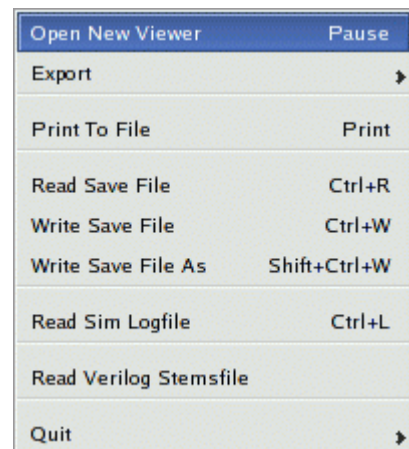 Open New Viewer Pause
Export
Print To File Print
Read Save File Ctrl+R
Write Save File Ctrl+W
Write Save File As Shift+Ctrl+W
Read Sim Logfile Ctrl+L
Read Verilog Stemsfile
Quit